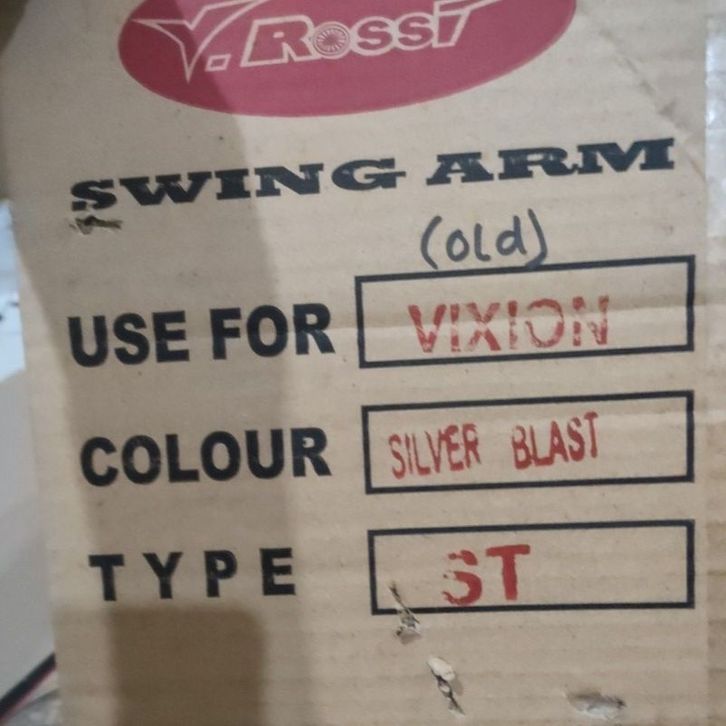 V. Rossi
SWING ARM
(old)
USE FOR VIXION
COLOUR SILVER BLAST
TYPE ST